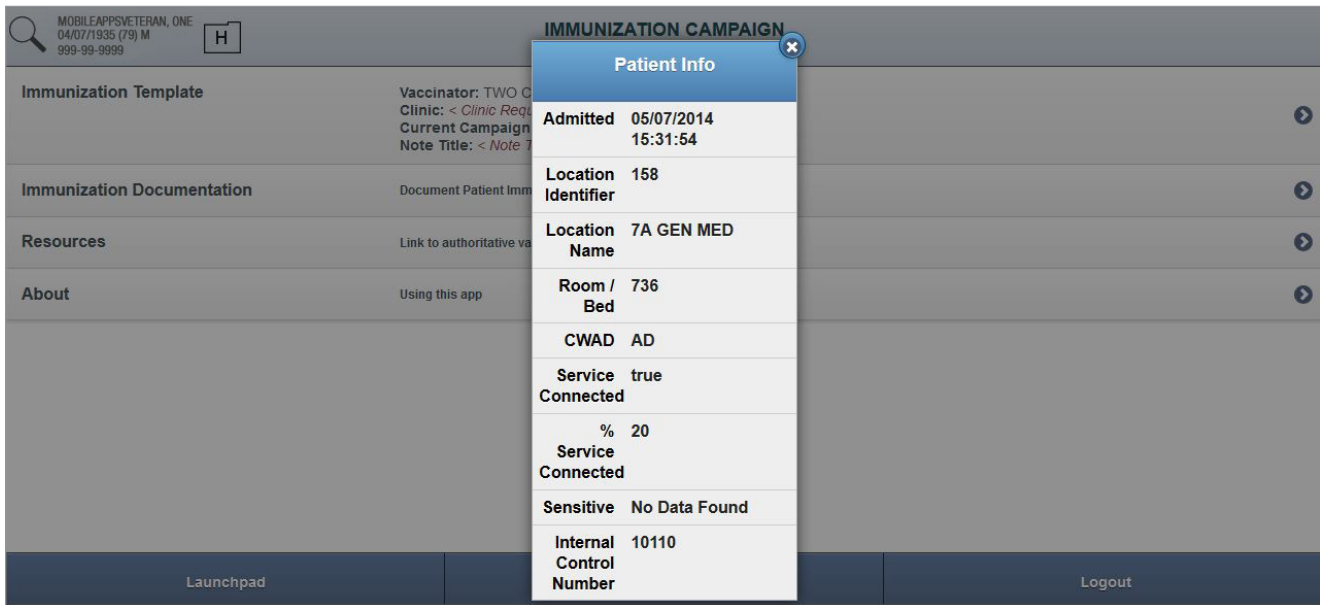 MOBILEAPPSVETERAN, ONE
04/07/1935 (79) M
999-99-9999
H
IMMUNIZATION CAMPAIGN
Patient Info
Immunization Template
Vaccinator: TWO
Clinic: < Clinic
Current Campaign
Note Title: < Note
Immunization Documentation
Document Patient
Resources
Link to authoritative
About
Using this app
Admitted 05/07/2014
15:31:54
Location 158
Identifier
Location 7A GEN MED
Name
Room / 736
Bed
CWAD AD
Service true
Connected
% 20
Service
Connected
Sensitive No Data Found
Internal 10110
Control
Number
Launchpad
Logout